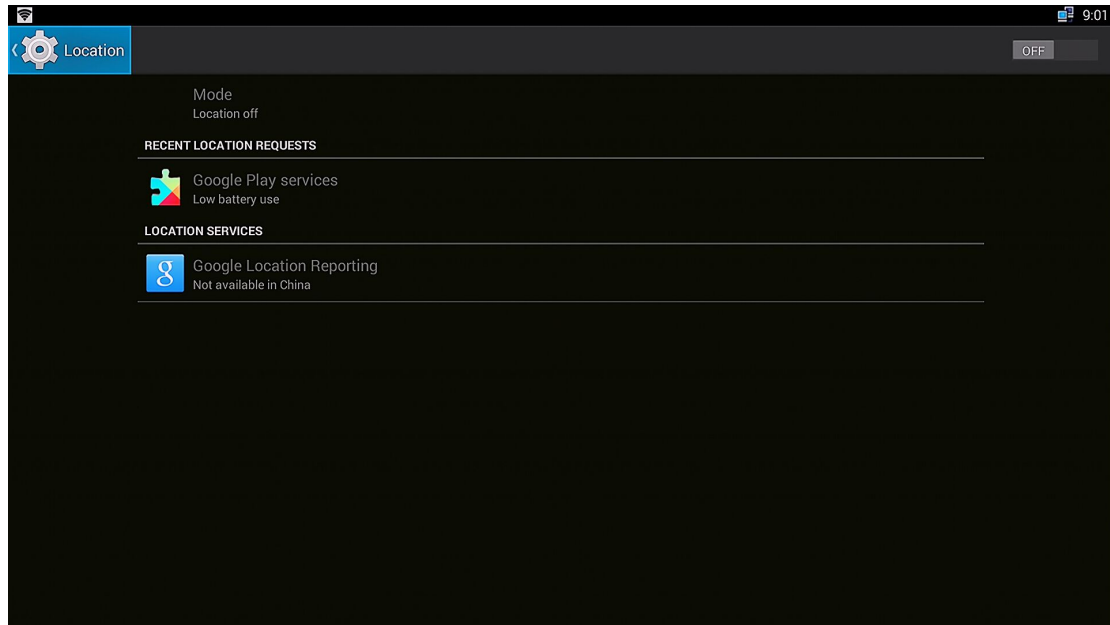 9:01
Location
OFF
Mode
Location off
RECENT LOCATION REQUESTS
Google Play services
Low battery use
LOCATION SERVICES
g
Google Location Reporting
Not available in China